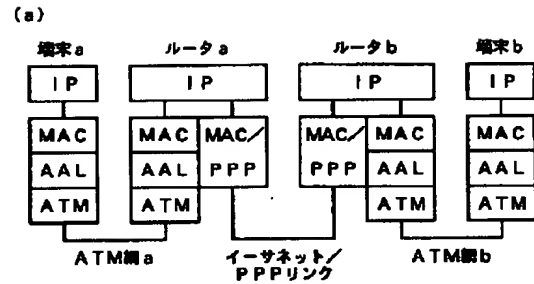 (a)
端末a ルータa ルータb 端末b
IP IP IP IP
MAC MAC MAC/ MAC/ MAC MAC
AAL AAL PPP PPP AAL AAL
ATM ATM ATM ATM
ATM網a イーサネット/ ATM網b
PPPリンク